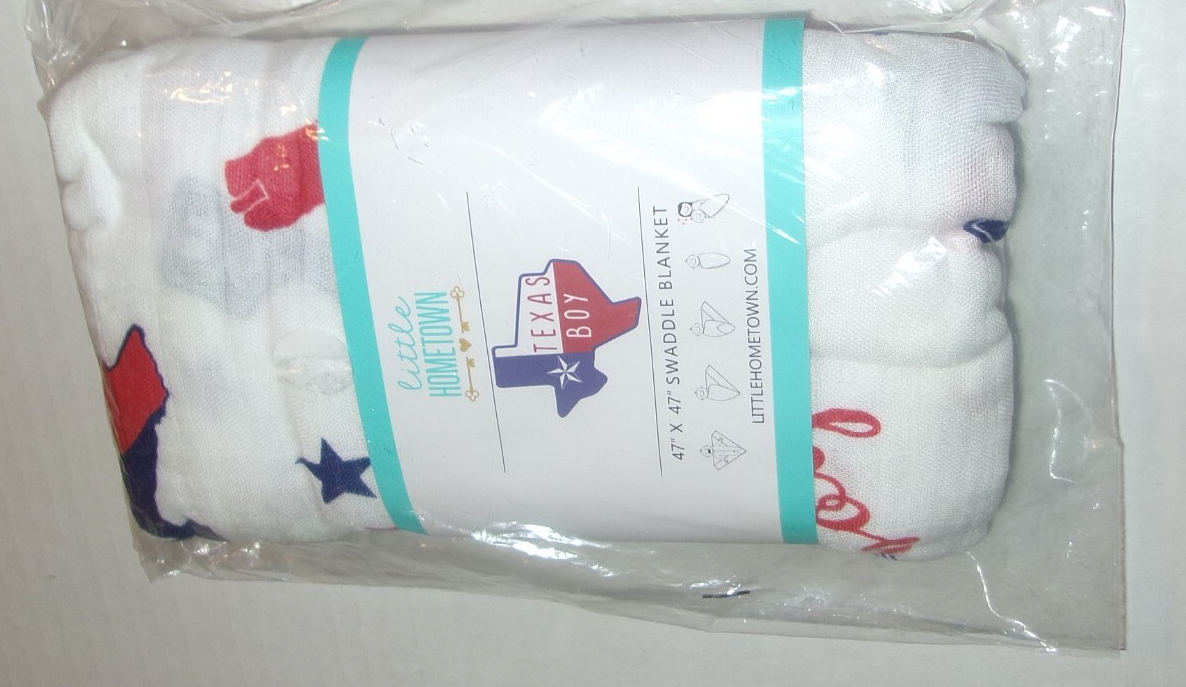 little
HOMETOWN
TEXAS
BOY
47" X 47" SWADDLE BLANKET
LITTLEHOMETOWN.COM